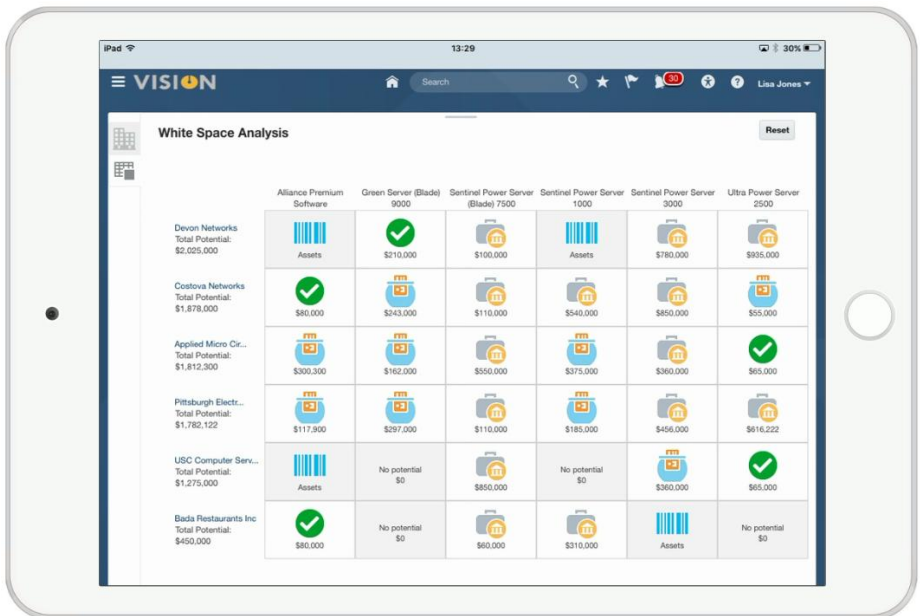 iPad 13:29 30%
VISION Search 30 ? Lisa Jones
White Space Analysis Reset
Alliance Premium Green Server (Blade) Sentinel Power Server Sentinel Power Server Sentinel Power Server Ultra Power Server
Software 9000 (Blade) 7500 1000 3000 2500
Devon Networks
Total Potential:
$2,025,000
Assets $210,000 $100,000 Assets $780,000 $935,000
Costova Networks
Total Potential:
$1,878,000
$80,000 $243,000 $110,000 $540,000 $850,000 $55,000
Applied Micro Cir...
Total Potential:
$1,812,300
$300,300 $162,000 $550,000 $375,000 $360,000 $65,000
Pittsburgh Electr...
Total Potential:
$1,782,122
$117,900 $297,000 $110,000 $185,000 $456,000 $616,222
USC Computer Serv...
Total Potential:
$1,275,000
Assets No potential $0 $850,000 No potential $0 $360,000 $65,000
Bada Restaurants Inc
Total Potential:
$450,000
$80,000 No potential $0 $60,000 $310,000 Assets No potential $0